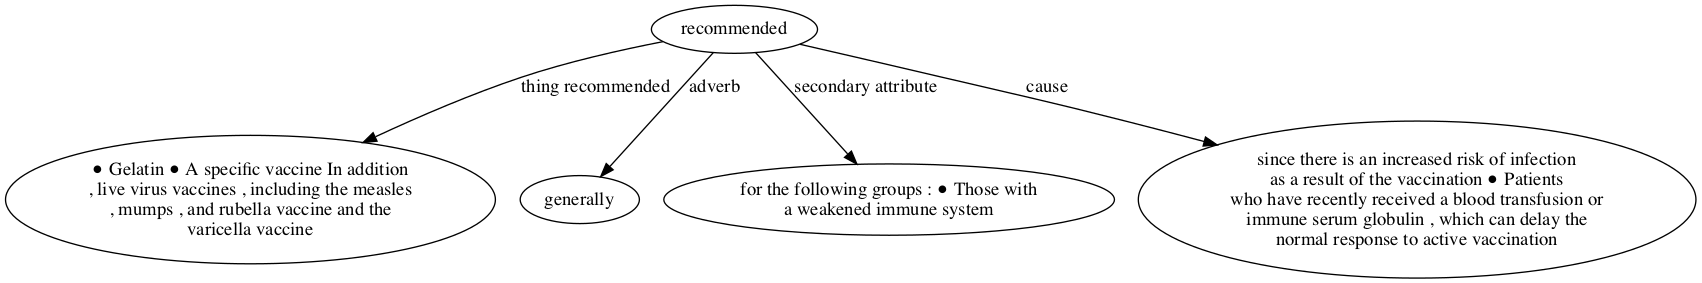 recommended
thing recommended
adverb
secondary attribute
cause
● Gelatin ● A specific vaccine In addition
, live virus vaccines , including the measles
, mumps , and rubella vaccine and the
varicella vaccine
generally
for the following groups : ● Those with
a weakened immune system
since there is an increased risk of infection
as a result of the vaccination ● Patients
who have recently received a blood transfusion or
immune serum globulin , which can delay the
normal response to active vaccination